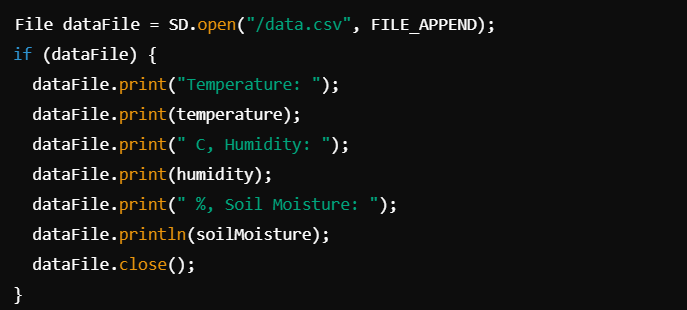 File dataFile = SD.open("/data.csv", FILE_APPEND);
if (dataFile) {
  dataFile.print("Temperature: ");
  dataFile.print(temperature);
  dataFile.print(" C, Humidity: ");
  dataFile.print(humidity);
  dataFile.print(" %, Soil Moisture: ");
  dataFile.println(soilMoisture);
  dataFile.close();
}